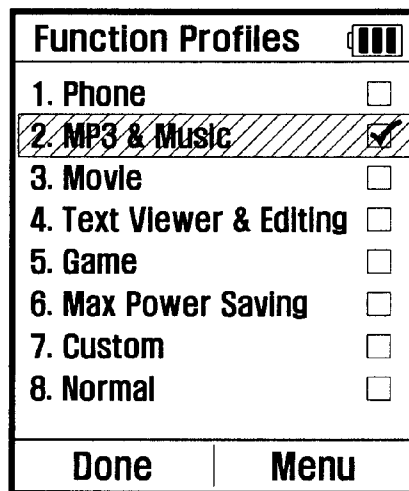 Function Profiles
1. Phone
2. MP3 & Music
3. Movie
4. Text Viewer & Editing
5. Game
6. Max Power Saving
7. Custom
8. Normal
Done Menu